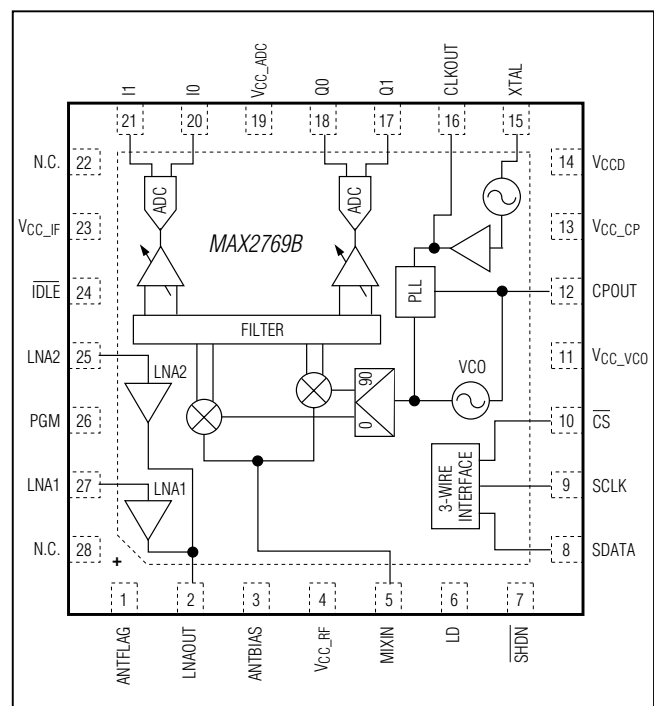 I1
I0
VCC_ADC
Q0
Q1
CLKOUT
XTAL
21
20
19
18
17
16
15
N.C.
22
14
VCCD
ADC
ADC
VCC_IF
23
MAX2769B
13
VCC_CP
IDLE
24
PLL
12
CPOUT
FILTER
LNA2
25
LNA2
90
0
VCO
11
VCC_VCO
PGM
26
10
CS
LNA1
27
LNA1
3-WIRE
INTERFACE
9
SCLK
N.C.
28
+
8
SDATA
1
2
3
4
5
6
7
ANTFLAG
LNAOUT
ANTBIAS
VCC_RF
MIXIN
LD
SHDN